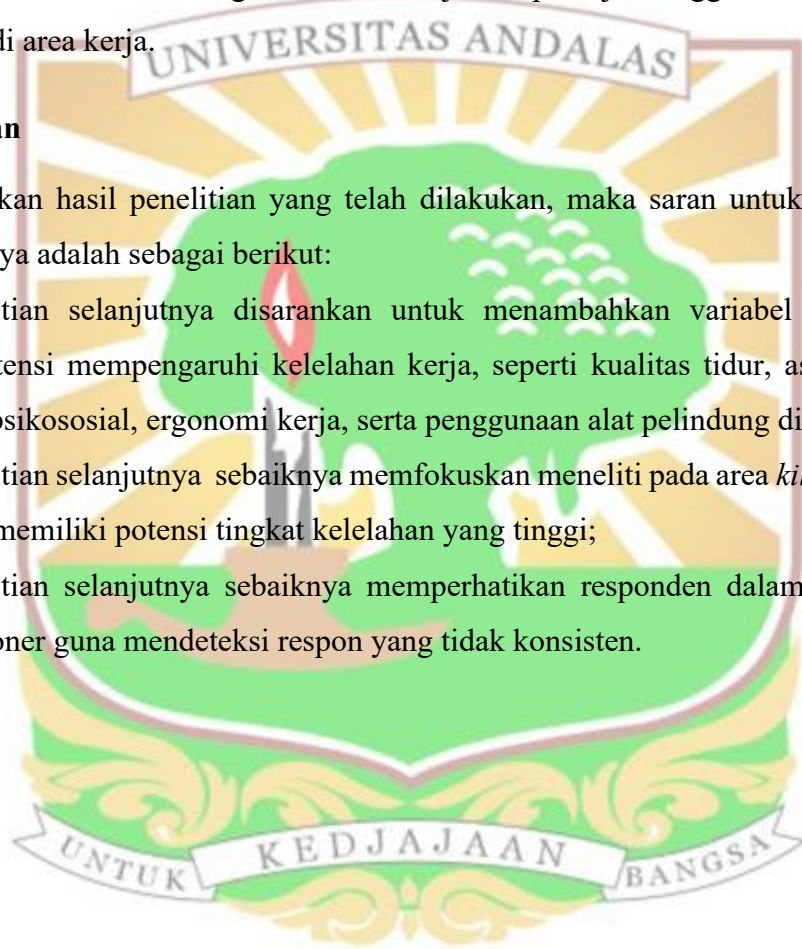 di area kerja.
UNIVERSITAS ANDALAS
an
kan hasil penelitian yang telah dilakukan, maka saran untuk
ya adalah sebagai berikut:
tian selanjutnya disarankan untuk menambahkan variabel
tensi mempengaruhi kelelahan kerja, seperti kualitas tidur, as
psikososial, ergonomi kerja, serta penggunaan alat pelindung di
tian selanjutnya sebaiknya memfokuskan meneliti pada area kil
memiliki potensi tingkat kelelahan yang tinggi;
tian selanjutnya sebaiknya memperhatikan responden dalam
oner guna mendeteksi respon yang tidak konsisten.
UNTUK KEDJAJAAN BANGSA